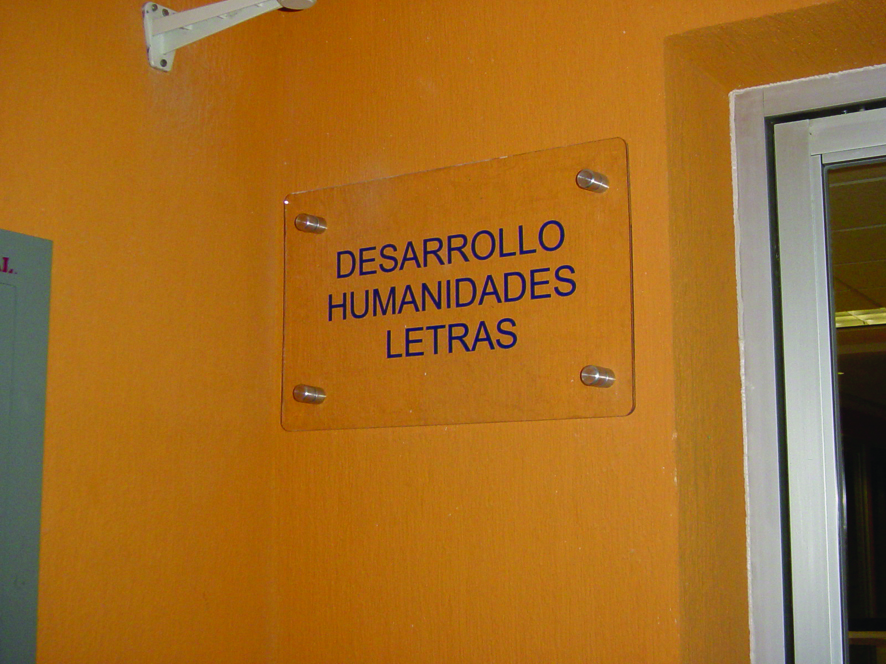 DESARROLLO
HUMANIDADES
LETRAS